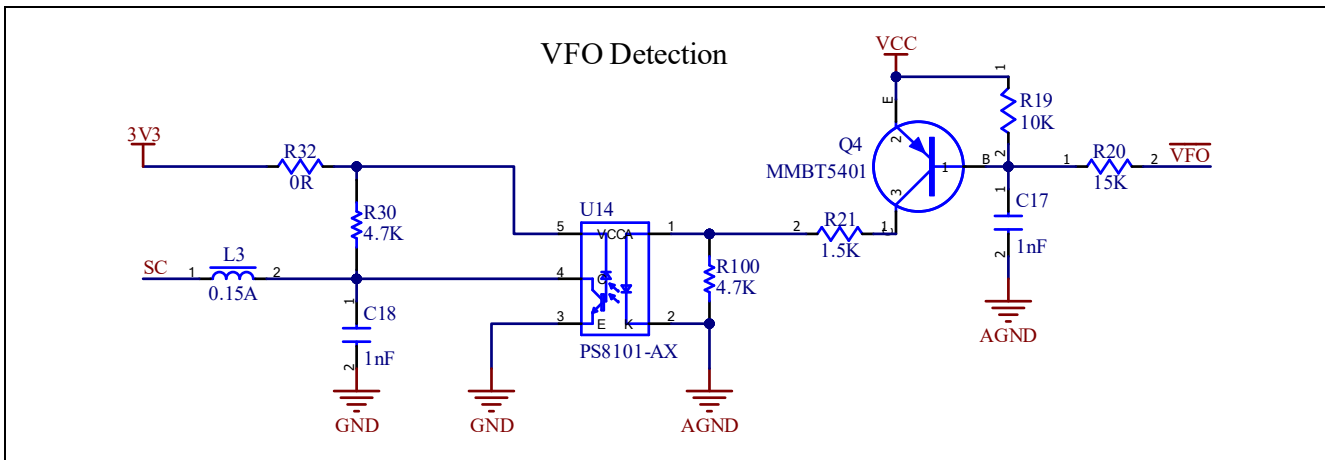 VFO Detection
VCC
1
R19
10K
2
E
2
Q4
MMBT5401
1
B
3
C
1
R20
15K
2
VFO
1
C17
1nF
2
AGND
3V3
R32
0R
R30
4.7K
SC
1
L3
0.15A
2
1
C18
1nF
2
GND
U14
5
VCC
A
1
4
C
3
E
K
2
PS8101-AX
GND
R100
4.7K
AGND
2
R21
1.5K
1